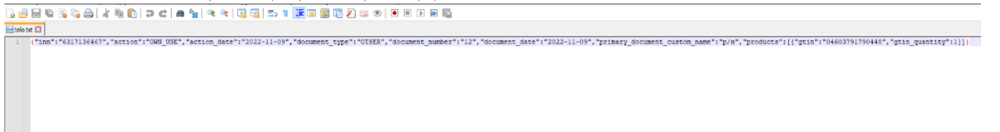 telo.txt
1 {"inn":"6317136467","action":"OWN_USE","action_date":"2022-11-09","document_type":"OTHER","document_number":"12","document_date":"2022-11-09","primary_document_custom_name":"р/н","products":[{"gtin":"04603791790448","gtin_quantity":1}]}